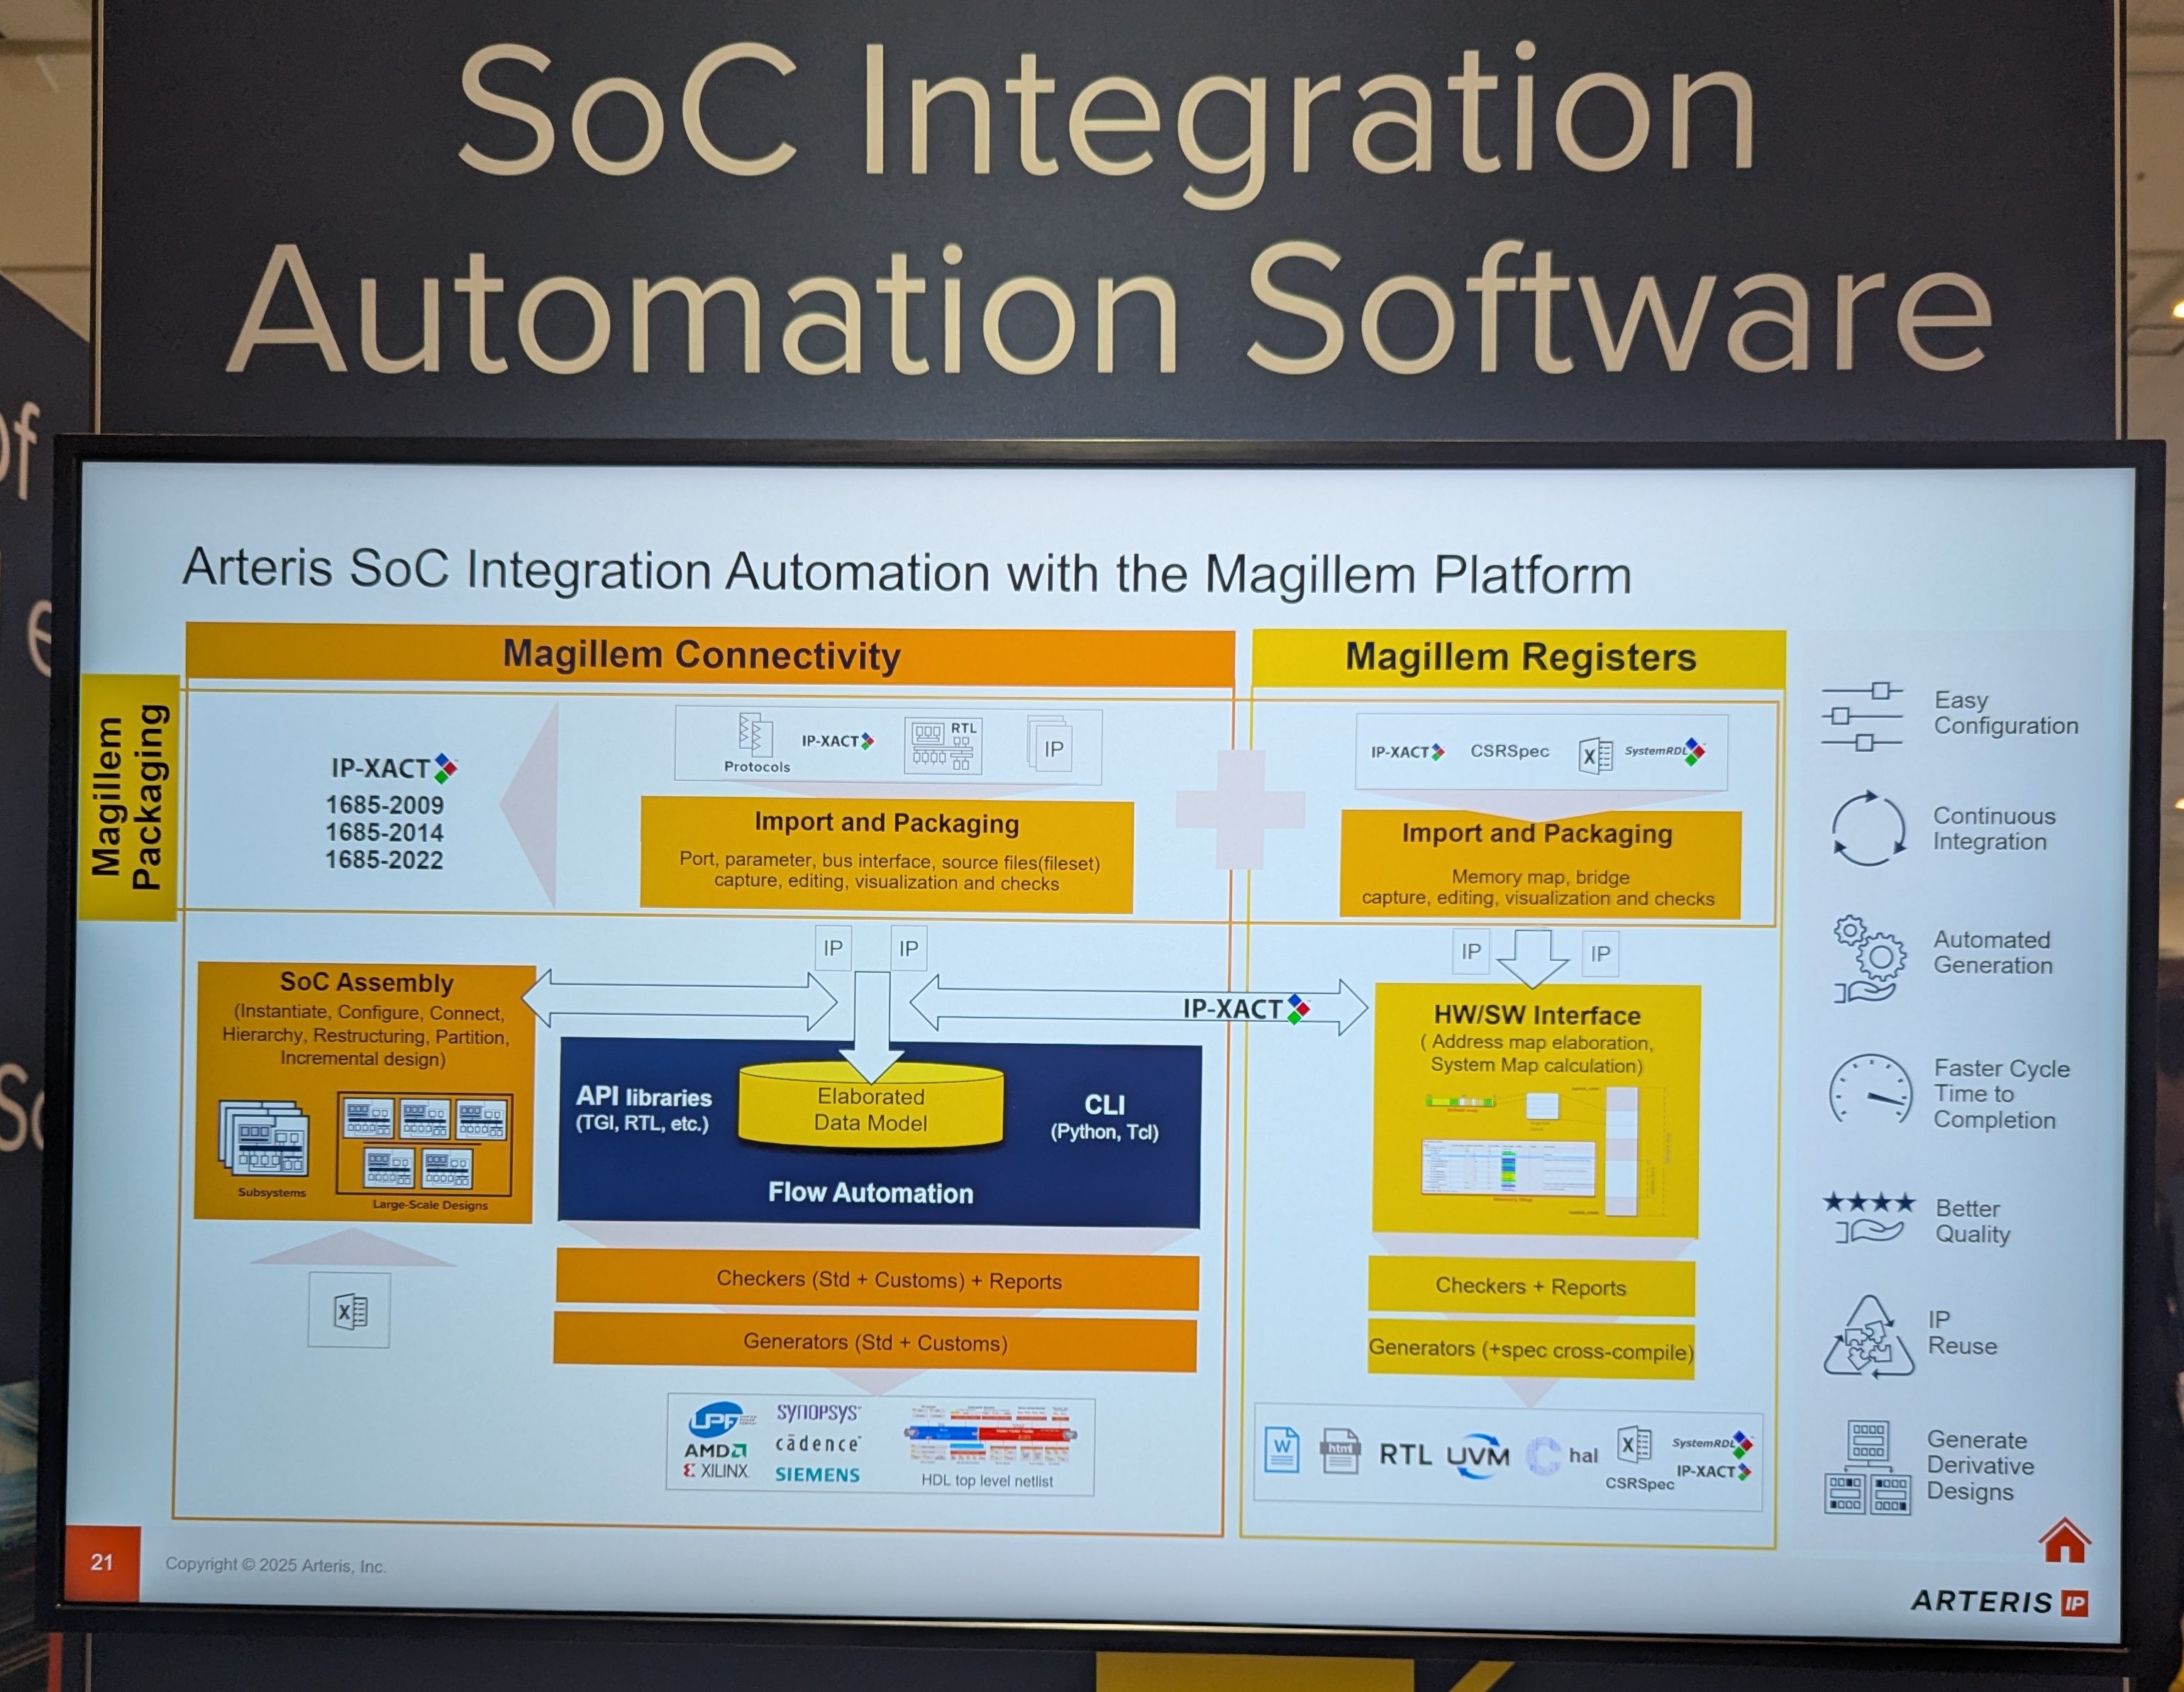 SoC Integration
Automation Software
of
e
So
Arteris SoC Integration Automation with the Magillem Platform
Magillem
Packaging
Magillem Connectivity
IP-XACT
1685-2009
1685-2014
1685-2022
Protocols
IP-XACT
RTL
IP
Import and Packaging
Port, parameter, bus interface, source files(fileset)
capture, editing, visualization and checks
IP
IP
SoC Assembly
(Instantiate, Configure, Connect,
Hierarchy, Restructuring, Partition,
Incremental design)
Subsystems
Large-Scale Designs
X
IP-XACT
API libraries
(TGI, RTL, etc.)
Elaborated
Data Model
CLI
(Python, Tcl)
Flow Automation
Checkers (Std + Customs) + Reports
Generators (Std + Customs)
UPF
AMD
XILINX
SYNOPSYS
cādence
SIEMENS
HDL top level netlist
Magillem Registers
IP-XACT
CSRSpec
X
SystemRDL
Import and Packaging
Memory map, bridge
capture, editing, visualization and checks
IP
IP
HW/SW Interface
( Address map elaboration,
System Map calculation)
Checkers + Reports
Generators (+spec cross-compile)
W
html
RTL
UVM
C
hal
X
CSRSpec
SystemRDL
IP-XACT
Easy
Configuration
Continuous
Integration
Automated
Generation
Faster Cycle
Time to
Completion
Better
Quality
IP
Reuse
Generate
Derivative
Designs
21
Copyright © 2025 Arteris, Inc.
ARTERIS IP